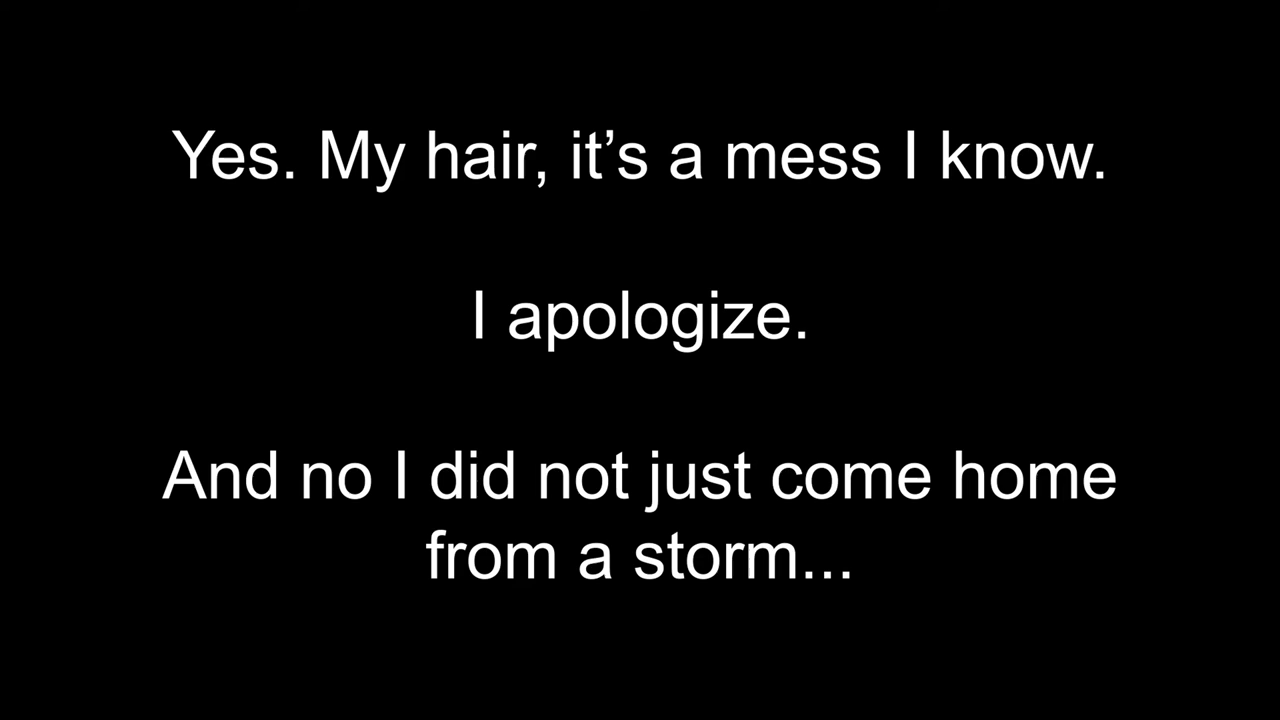 Yes. My hair, it’s a mess I know.
I apologize.
And no I did not just come home
from a storm...